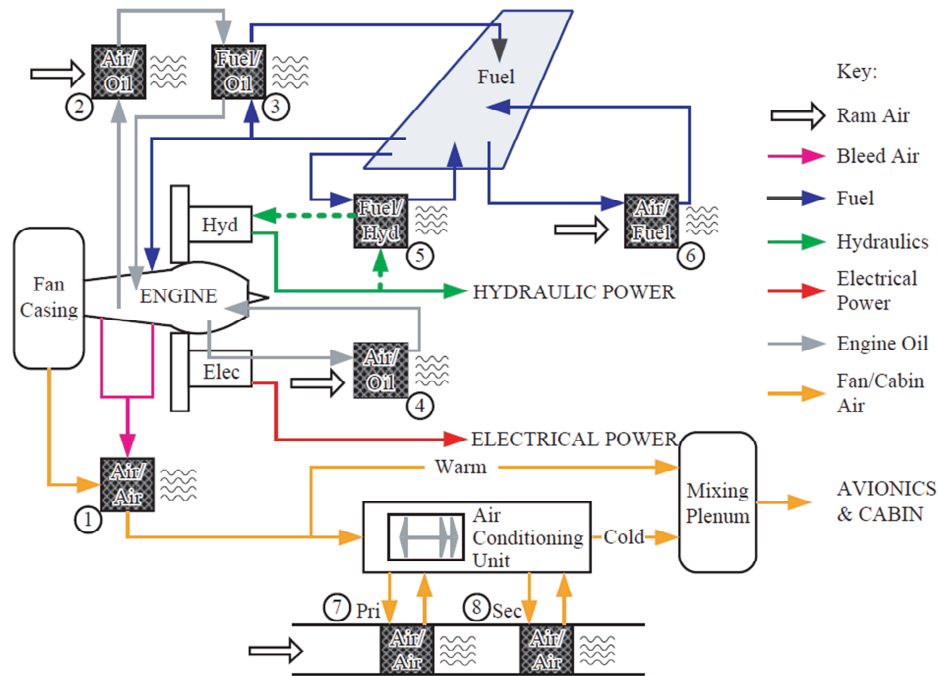 Air/
Oil
2
Fuel/
Oil
3
Fuel
Key:
Ram Air
Bleed Air
Fuel
Hydraulics
Electrical
Power
Engine Oil
Fan/Cabin
Air
Hyd
Fuel/
Hyd
5
Air/
Fuel
6
Fan
Casing
ENGINE
HYDRAULIC POWER
Elec
Air/
Oil
4
ELECTRICAL POWER
Air/
Air
1
Warm
Mixing
Plenum
AVIONICS
& CABIN
Air
Conditioning
Unit
Cold
7 Pri
8 Sec
Air/
Air
Air/
Air